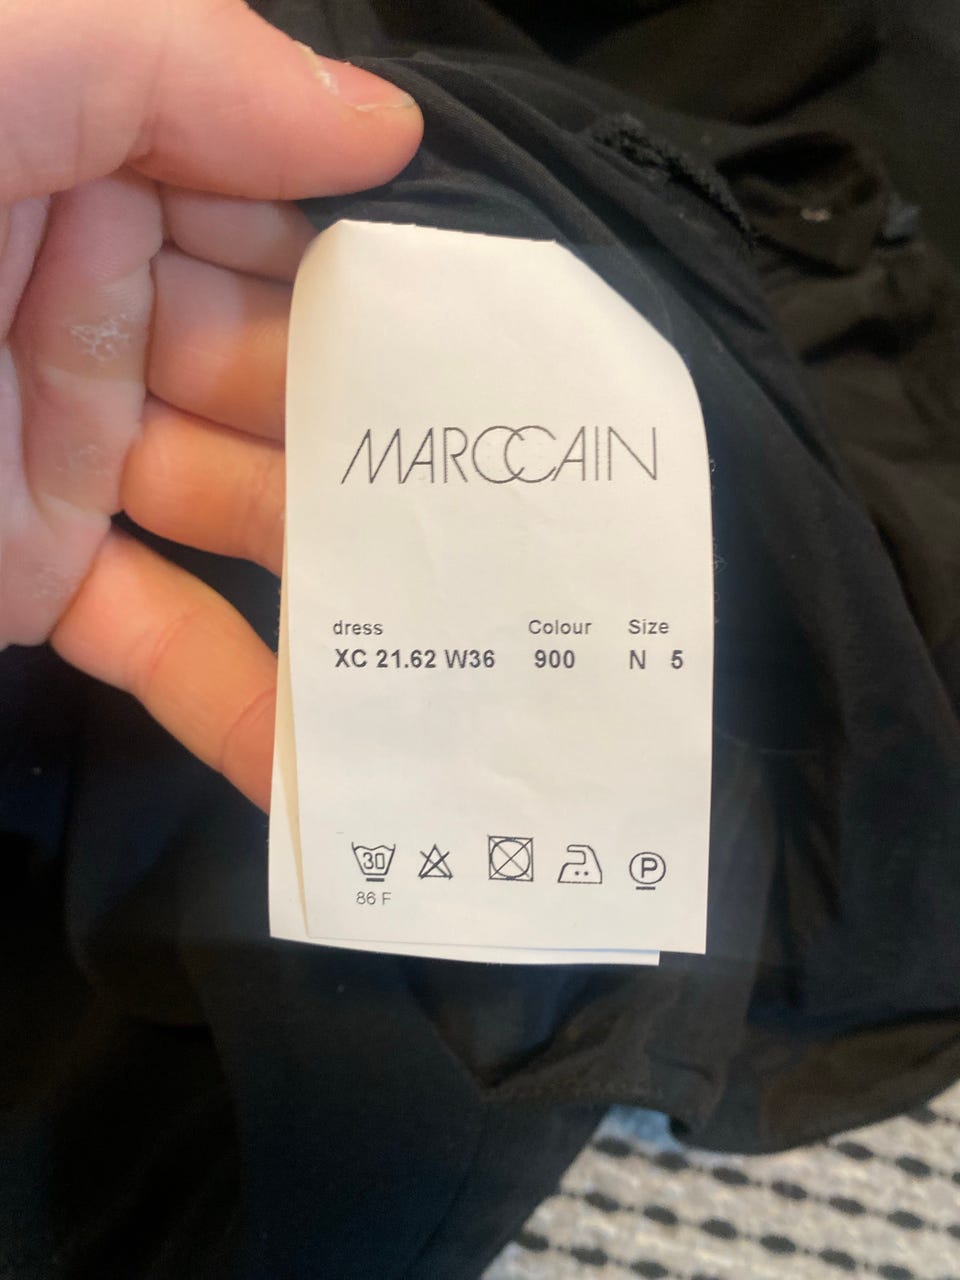 MARCCAIN
dress Colour Size
XC 21.62 W36 900 N 5
30 P
86 F